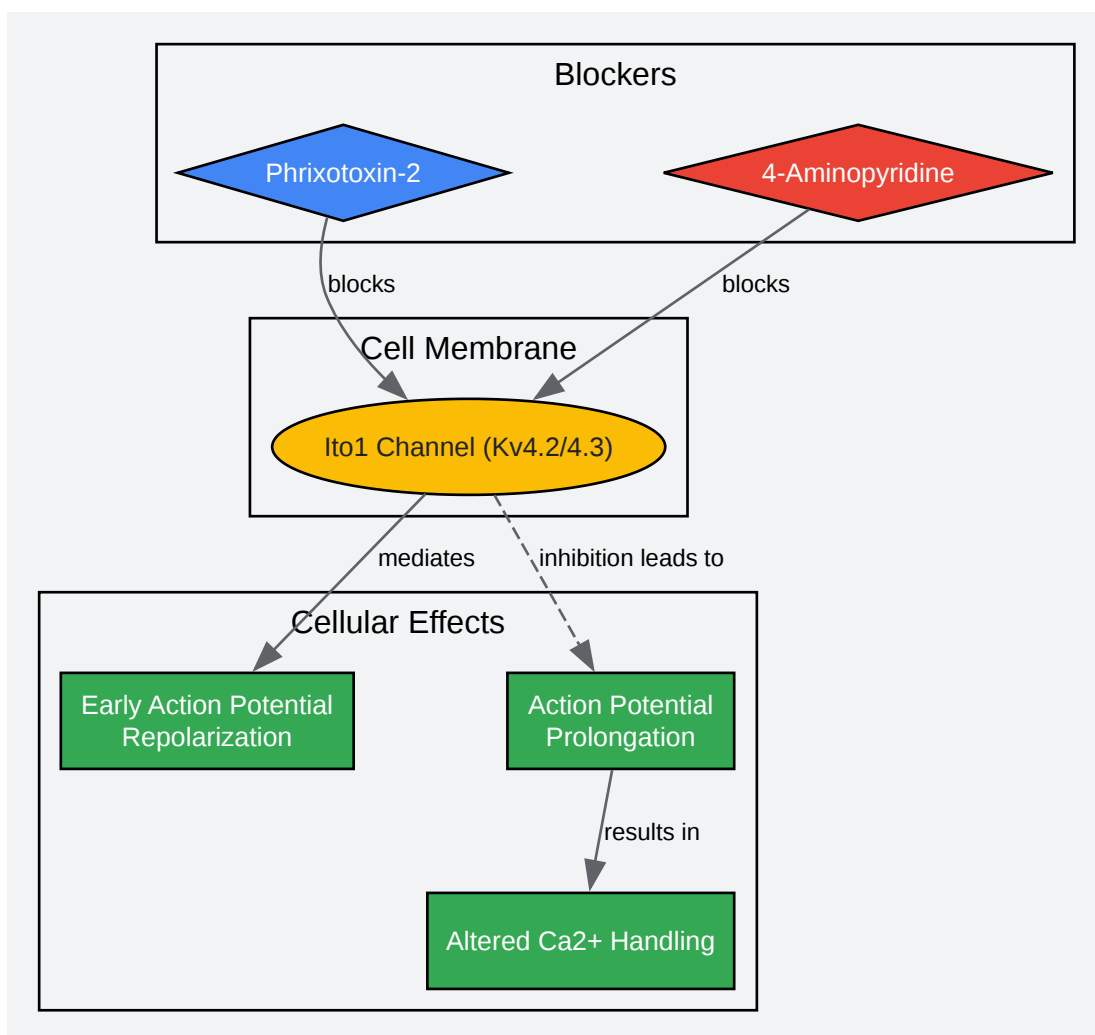 Blockers
Phrixotoxin-2
4-Aminopyridine
blocks
blocks
Cell Membrane
Ito1 Channel (Kv4.2/4.3)
mediates
inhibition leads to
Cellular Effects
Early Action Potential
Repolarization
Action Potential
Prolongation
results in
Altered Ca2+ Handling